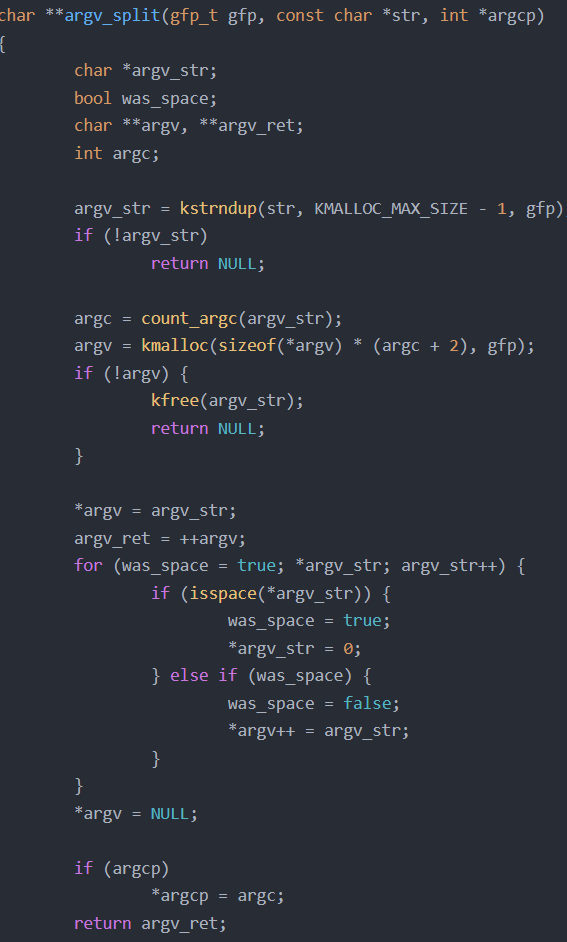 char **argv_split(gfp_t gfp, const char *str, int *argcp)
{
        char *argv_str;
        bool was_space;
        char **argv, **argv_ret;
        int argc;

        argv_str = kstrndup(str, KMALLOC_MAX_SIZE - 1, gfp)
        if (!argv_str)
                return NULL;

        argc = count_argc(argv_str);
        argv = kmalloc(sizeof(*argv) * (argc + 2), gfp);
        if (!argv) {
                kfree(argv_str);
                return NULL;
        }

        *argv = argv_str;
        argv_ret = ++argv;
        for (was_space = true; *argv_str; argv_str++) {
                if (isspace(*argv_str)) {
                        was_space = true;
                        *argv_str = 0;
                } else if (was_space) {
                        was_space = false;
                        *argv++ = argv_str;
                }
        }
        *argv = NULL;

        if (argcp)
                *argcp = argc;
        return argv_ret;